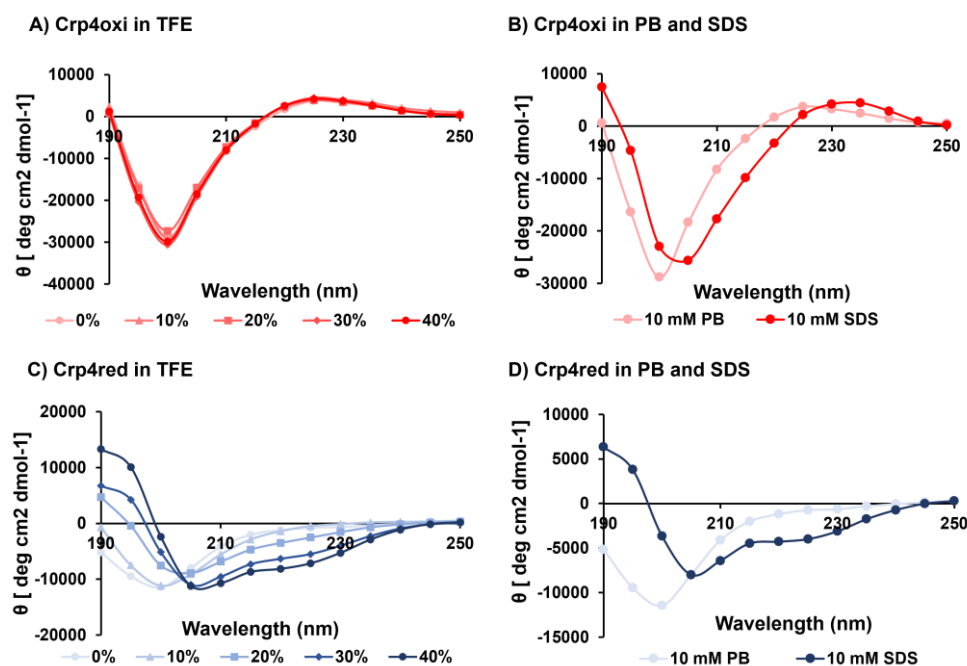 A) Crp4oxi in TFE
θ [ deg cm2 dmol-1]
10000
0
-10000
-20000
-30000
-40000
190
210
230
250
Wavelength (nm)
0% 10% 20% 30% 40%
B) Crp4oxi in PB and SDS
θ [ deg cm2 dmol-1]
10000
0
-10000
-20000
-30000
190
210
230
250
Wavelength (nm)
10 mM PB 10 mM SDS
C) Crp4red in TFE
θ [ deg cm2 dmol-1]
20000
10000
0
-10000
-20000
190
210
230
250
Wavelength (nm)
0% 10% 20% 30% 40%
D) Crp4red in PB and SDS
θ [ deg cm2 dmol-1]
10000
5000
0
-5000
-10000
-15000
190
210
230
250
Wavelength (nm)
10 mM PB 10 mM SDS